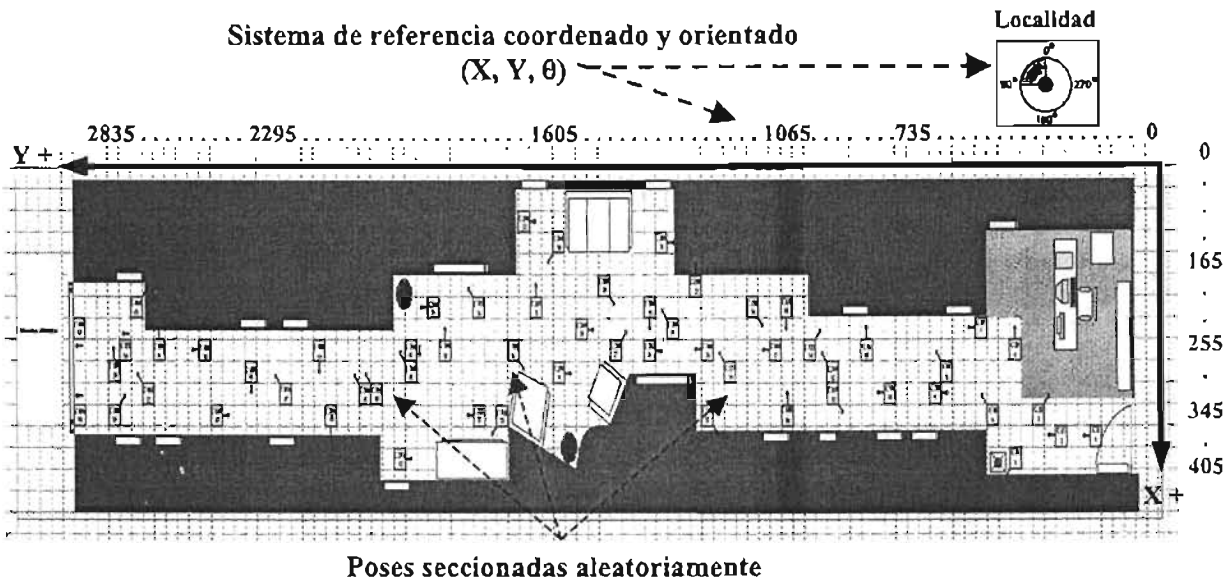 Localidad
Sistema de referencia coordenado y orientado
(X, Y, θ)
0°
270°
180°
2835 2295 1605 1065 735 0
Y +
0
165
255
345
405
X +
Poses seccionadas aleatoriamente